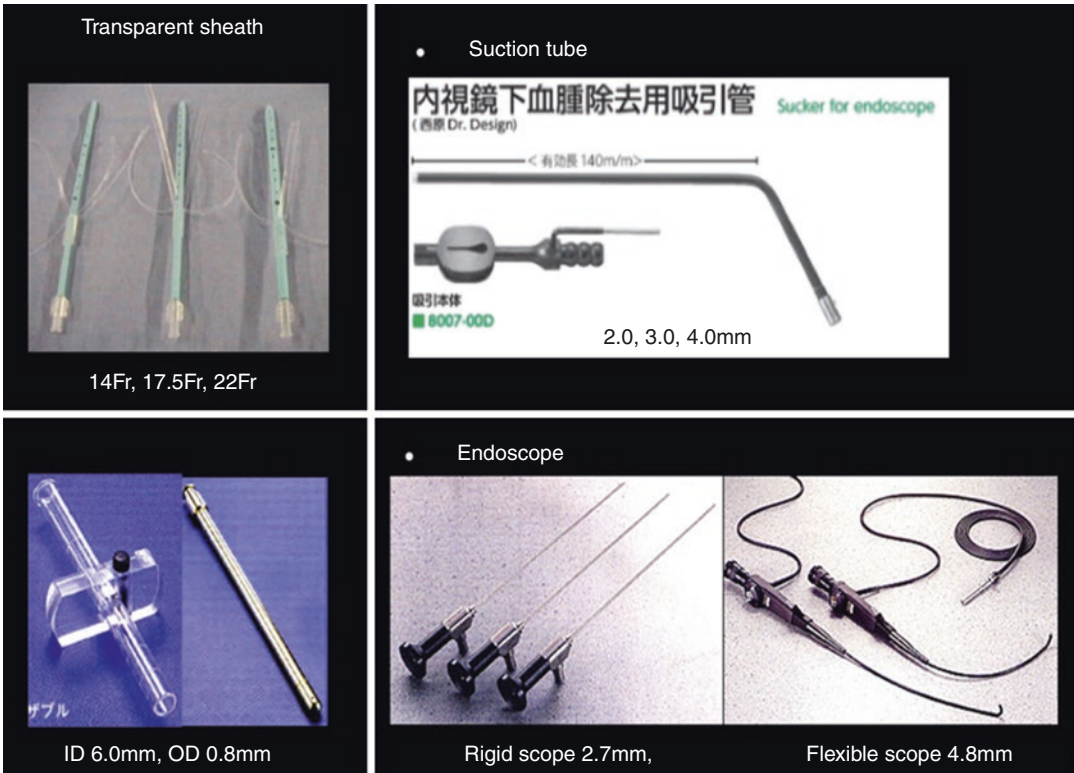 Transparent sheath
14Fr, 17.5Fr, 22Fr
• Suction tube
内視鏡下血腫除去用吸引管 Sucker for endoscope
(西原 Dr. Design)
< 有効長 140m/m>
吸引本体
8007-00D
2.0, 3.0, 4.0mm
ザブル
ID 6.0mm, OD 0.8mm
• Endoscope
Rigid scope 2.7mm,
Flexible scope 4.8mm